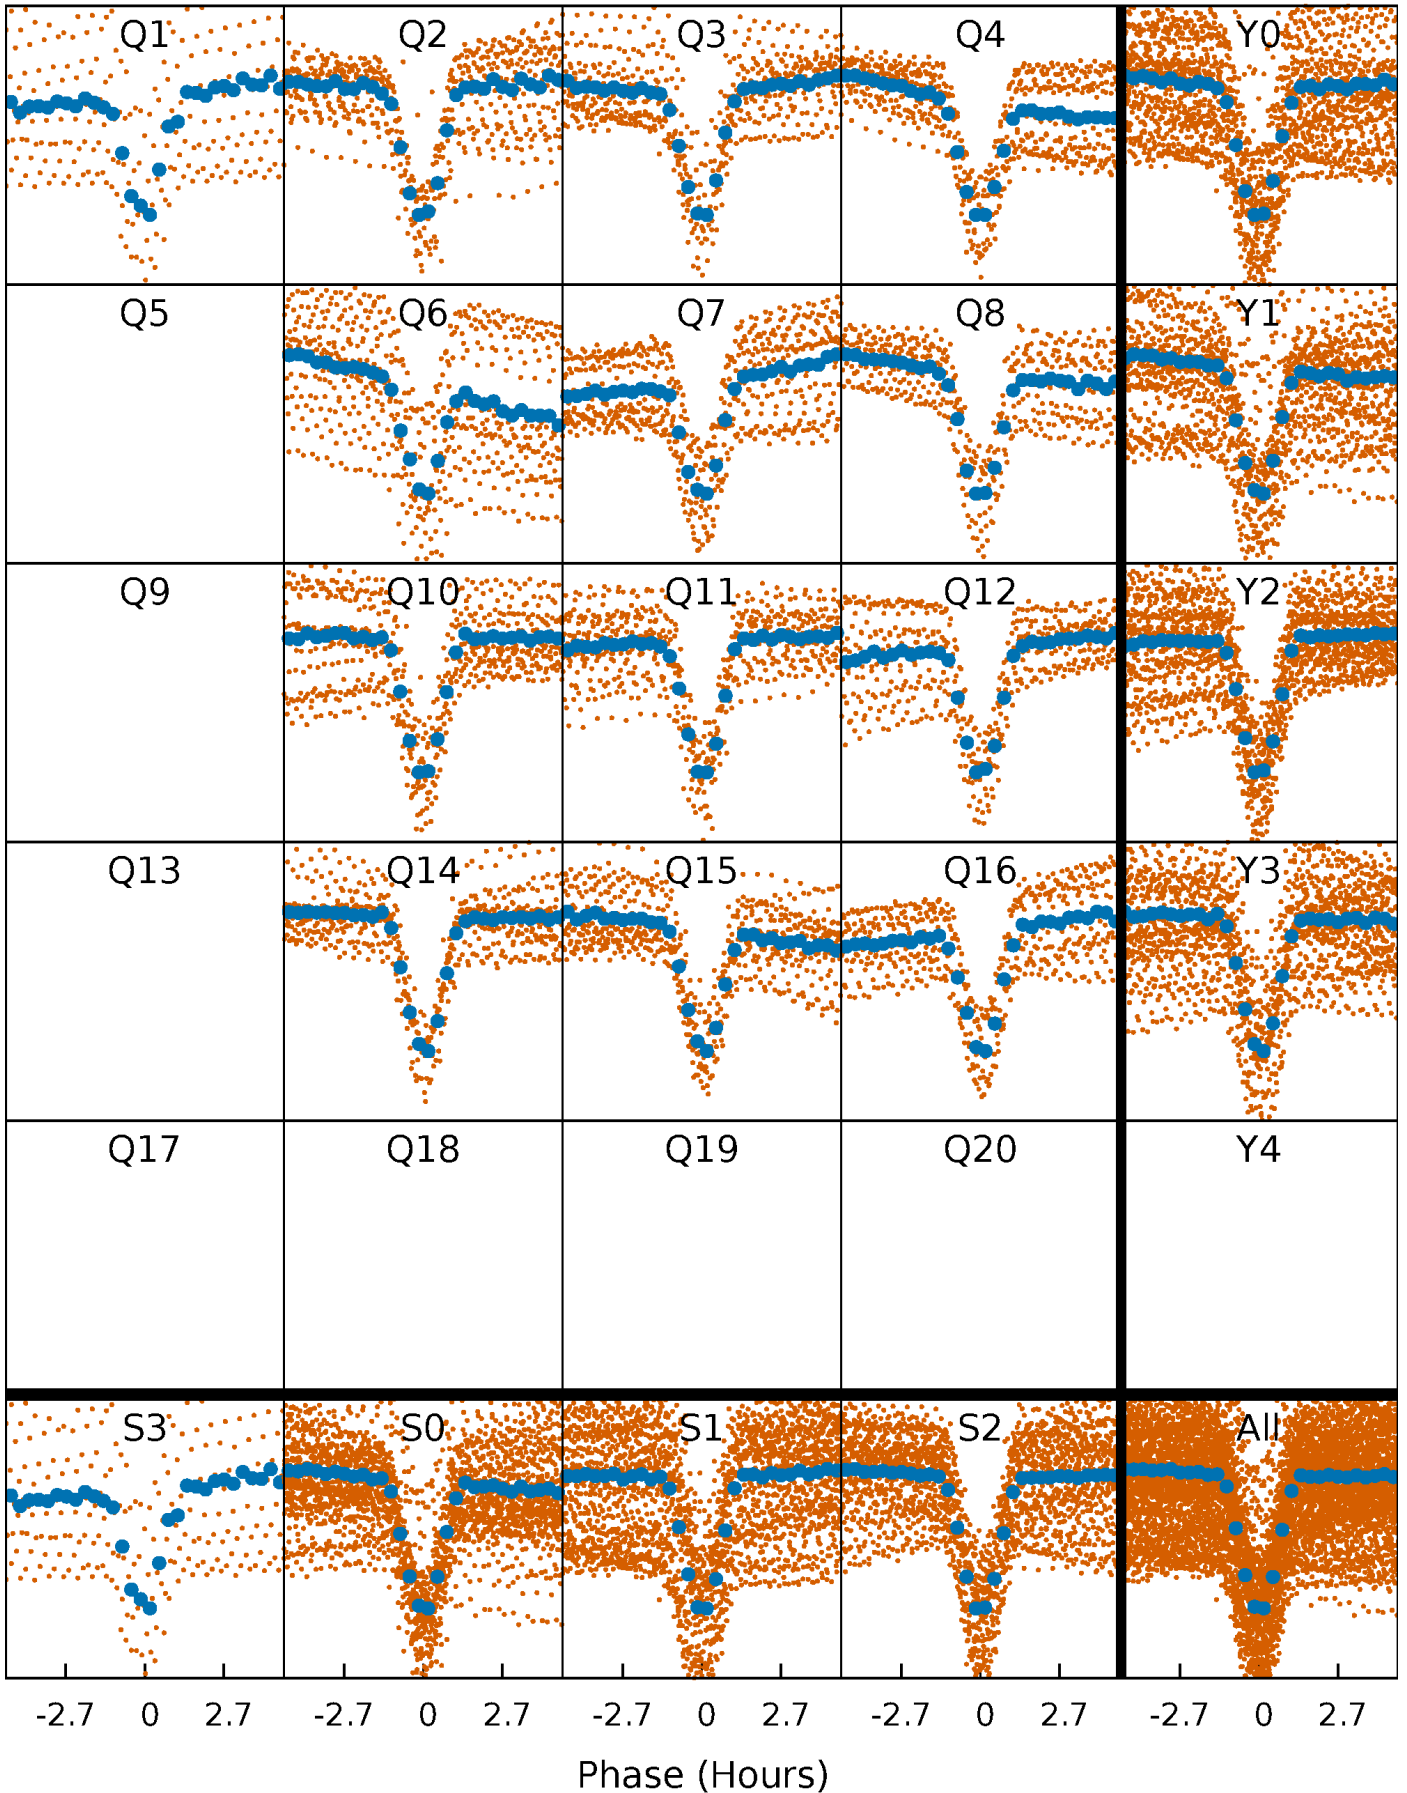 Q1 Q2 Q3 Q4 Y0
Q5 Q6 Q7 Q8 Y1
Q9 Q10 Q11 Q12 Y2
Q13 Q14 Q15 Q16 Y3
Q17 Q18 Q19 Q20 Y4
S3 S0 S1 S2 All
-2.7 0 2.7 -2.7 0 2.7 -2.7 0 2.7 -2.7 0 2.7 -2.7 0 2.7
Phase (Hours)